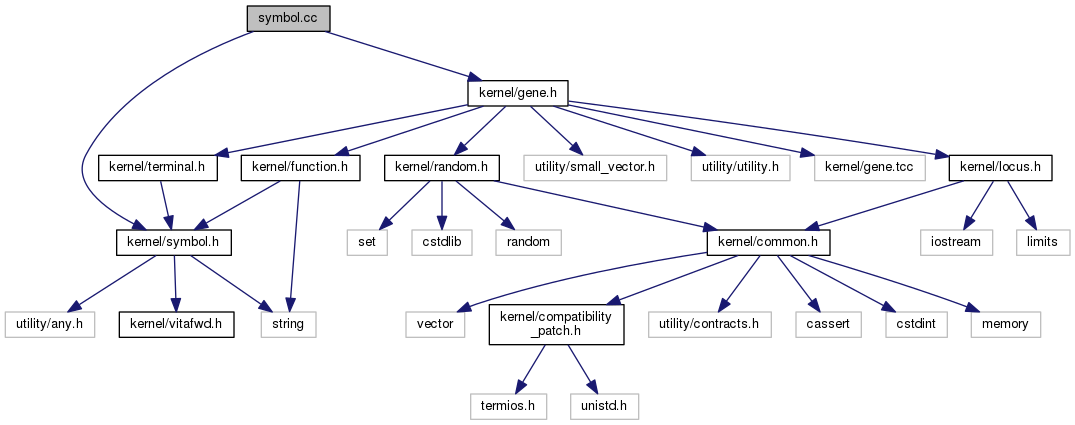 symbol.cc
kernel/gene.h
kernel/terminal.h
kernel/function.h
kernel/random.h
utility/small_vector.h
utility/utility.h
kernel/gene.tcc
kernel/locus.h
kernel/symbol.h
set
cstdlib
random
kernel/common.h
iostream
limits
utility/any.h
kernel/vitafwd.h
string
vector
kernel/compatibility
_patch.h
utility/contracts.h
cassert
cstdint
memory
termios.h
unistd.h